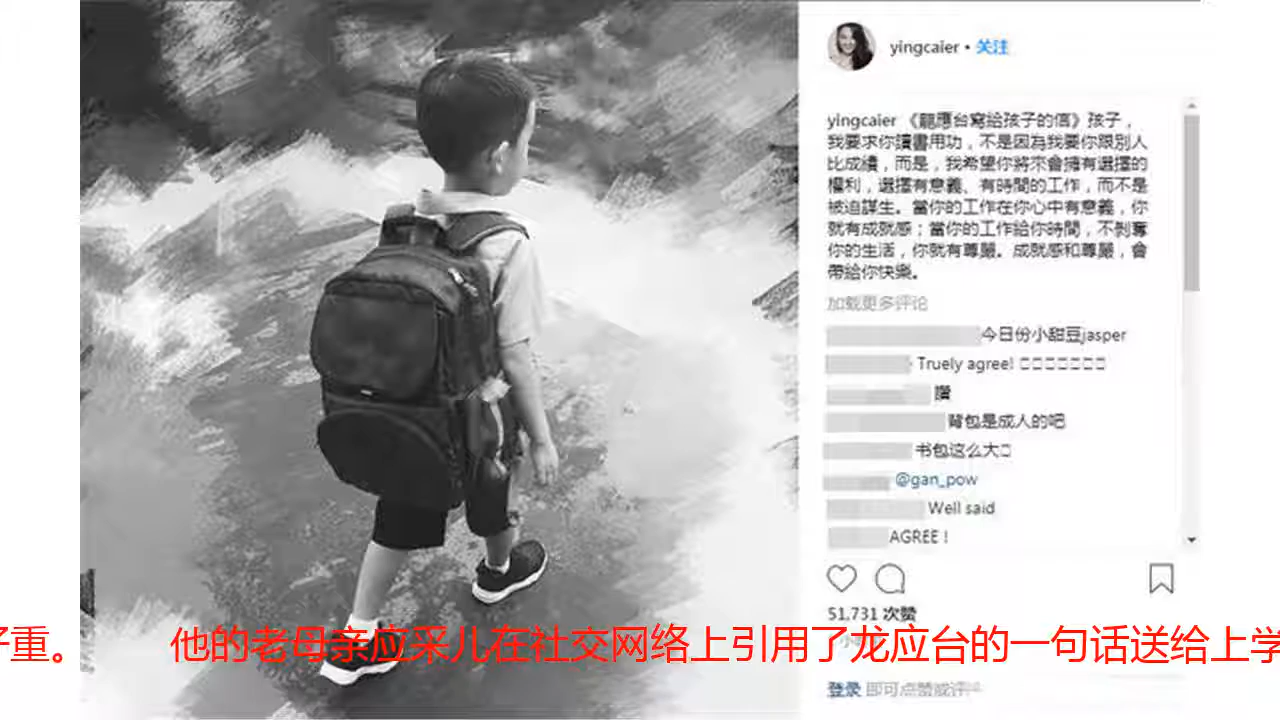 yingcaier • 关注
yingcaier 《龍應台寫給孩子的信》孩子，
我要求你讀書用功，不是因為我要你跟別人
比成績，而是，我希望你將來會擁有選擇的
權利，選擇有意義、有時間的工作，而不是
被迫謀生。當你的工作在你心中有意義，你
就有成就感；當你的工作給你時間，不剝奪
你的生活，你就有尊嚴。成就感和尊嚴，會
帶給你快樂。
加载更多评论
今日份小甜豆jasper
Truely agree!
讚
背包是成人的吧
书包这么大
@gan_pow
Well said
AGREE !
51,731 次赞
重。 他的老母亲应采儿在社交网络上引用了龙应台的一句话送给上学
登录 即可点赞或评